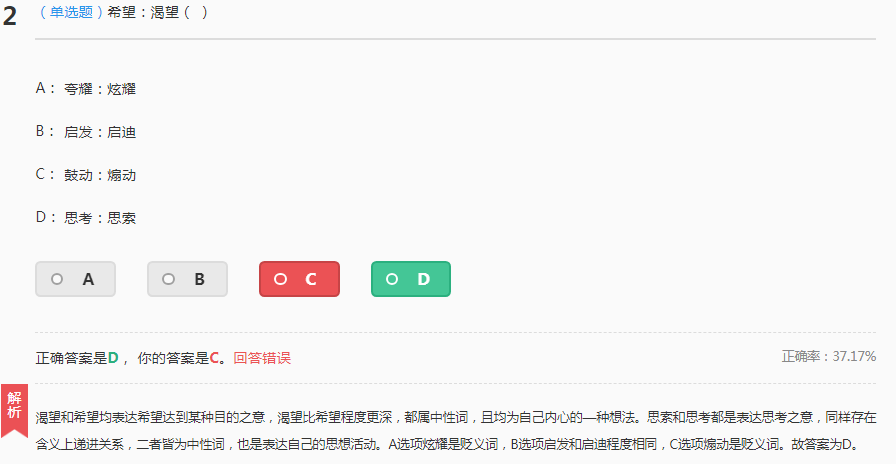 2 （单选题）希望：渴望（ ）
A： 夸耀：炫耀
B： 启发：启迪
C： 鼓动：煽动
D： 思考：思索
A B C D
正确答案是D， 你的答案是C。回答错误 正确率：37.17%
解析
渴望和希望均表达希望达到某种目的之意，渴望比希望程度更深，都属中性词，且均为自己内心的一种想法。思索和思考都是表达思考之意，同样存在
含义上递进关系，二者皆为中性词，也是表达自己的思想活动。A选项炫耀是贬义词，B选项启发和启迪程度相同，C选项煽动是贬义词。故答案为D。